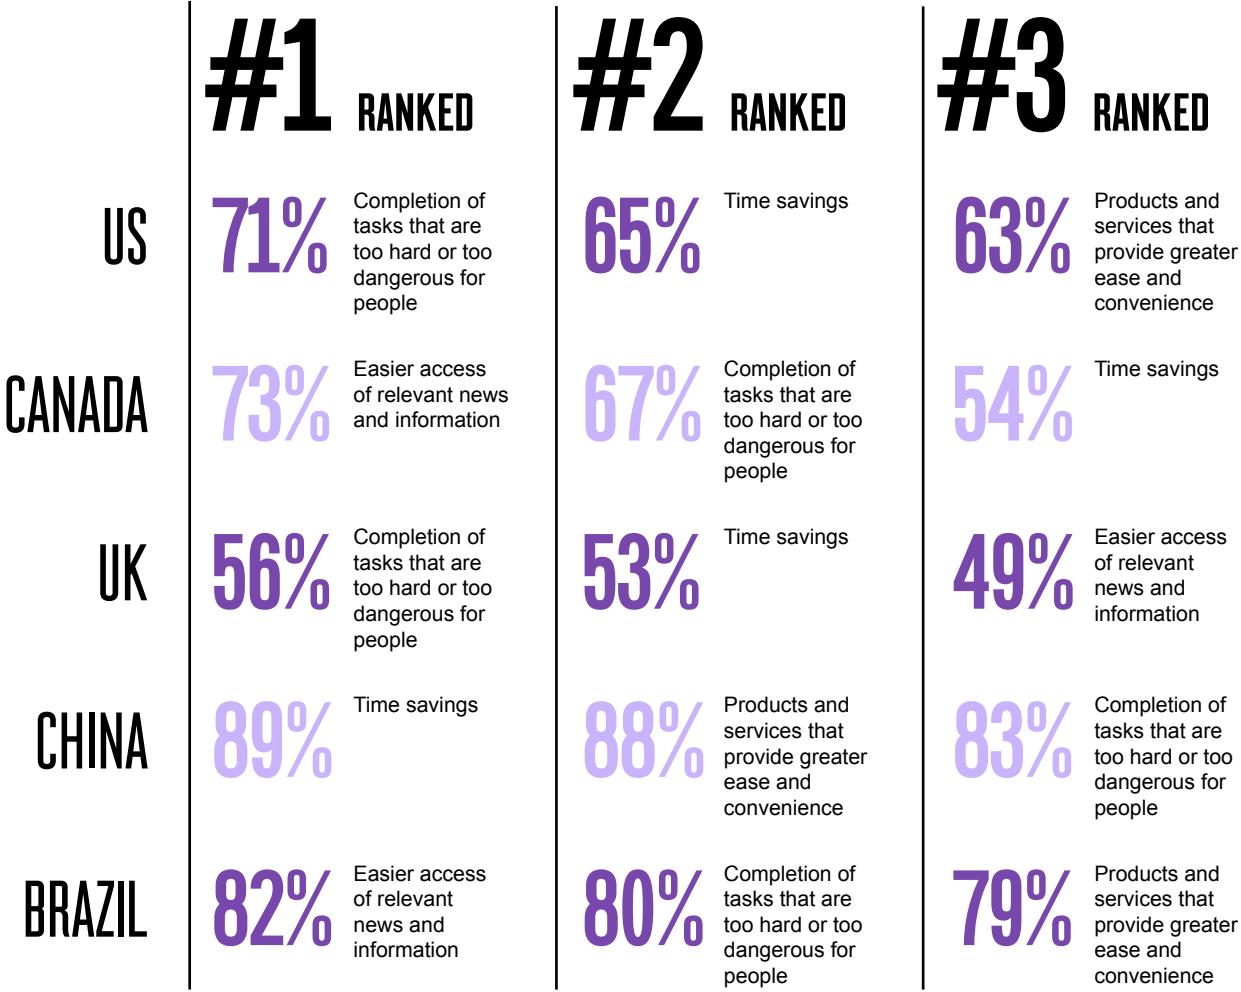 #1 RANKED
#2 RANKED
#3 RANKED
US
71%
Completion of
tasks that are
too hard or too
dangerous for
people
65%
Time savings
63%
Products and
services that
provide greater
ease and
convenience
CANADA
73%
Easier access
of relevant news
and information
67%
Completion of
tasks that are
too hard or too
dangerous for
people
54%
Time savings
UK
56%
Completion of
tasks that are
too hard or too
dangerous for
people
53%
Time savings
49%
Easier access
of relevant
news and
information
CHINA
89%
Time savings
88%
Products and
services that
provide greater
ease and
convenience
83%
Completion of
tasks that are
too hard or too
dangerous for
people
BRAZIL
82%
Easier access
of relevant
news and
information
80%
Completion of
tasks that are
too hard or too
dangerous for
people
79%
Products and
services that
provide greater
ease and
convenience